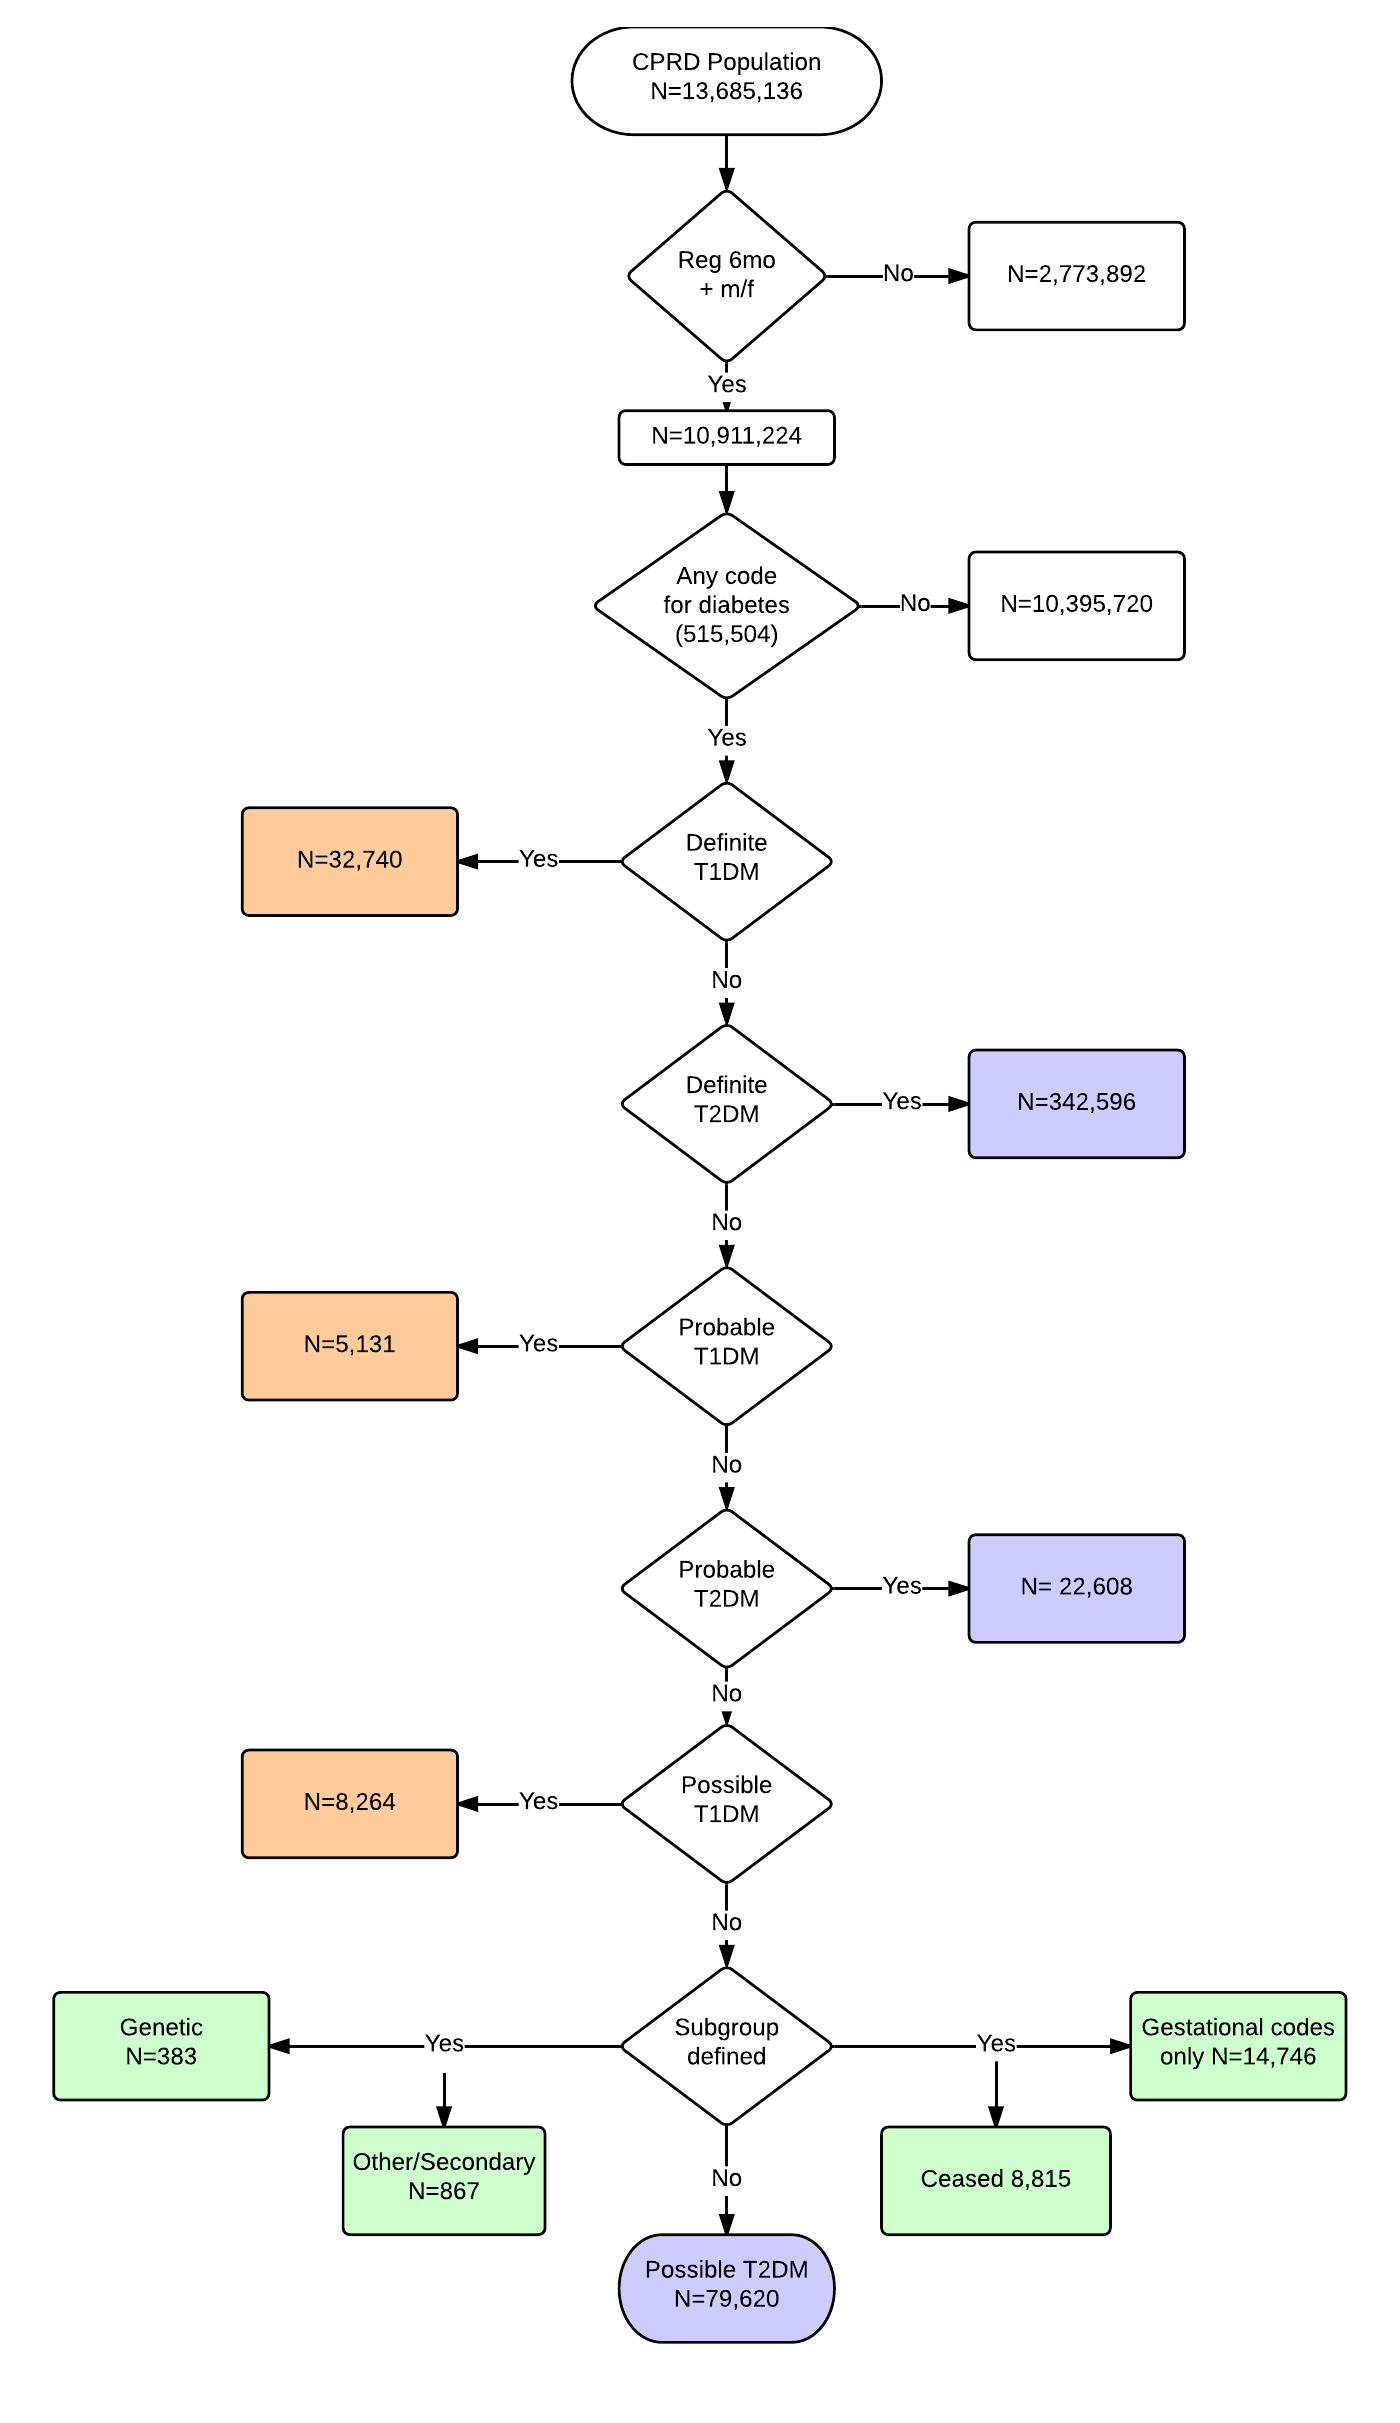 CPRD Population
N=13,685,136
Reg 6mo
+ m/f
No
N=2,773,892
Yes
N=10,911,224
Any code
for diabetes
(515,504)
No
N=10,395,720
Yes
Definite
T1DM
Yes
N=32,740
No
Definite
T2DM
Yes
N=342,596
No
Probable
T1DM
Yes
N=5,131
No
Probable
T2DM
Yes
N= 22,608
No
Possible
T1DM
Yes
N=8,264
No
Subgroup
defined
Yes
Genetic
N=383
Other/Secondary
N=867
Yes
Gestational codes
only N=14,746
Ceased 8,815
No
Possible T2DM
N=79,620